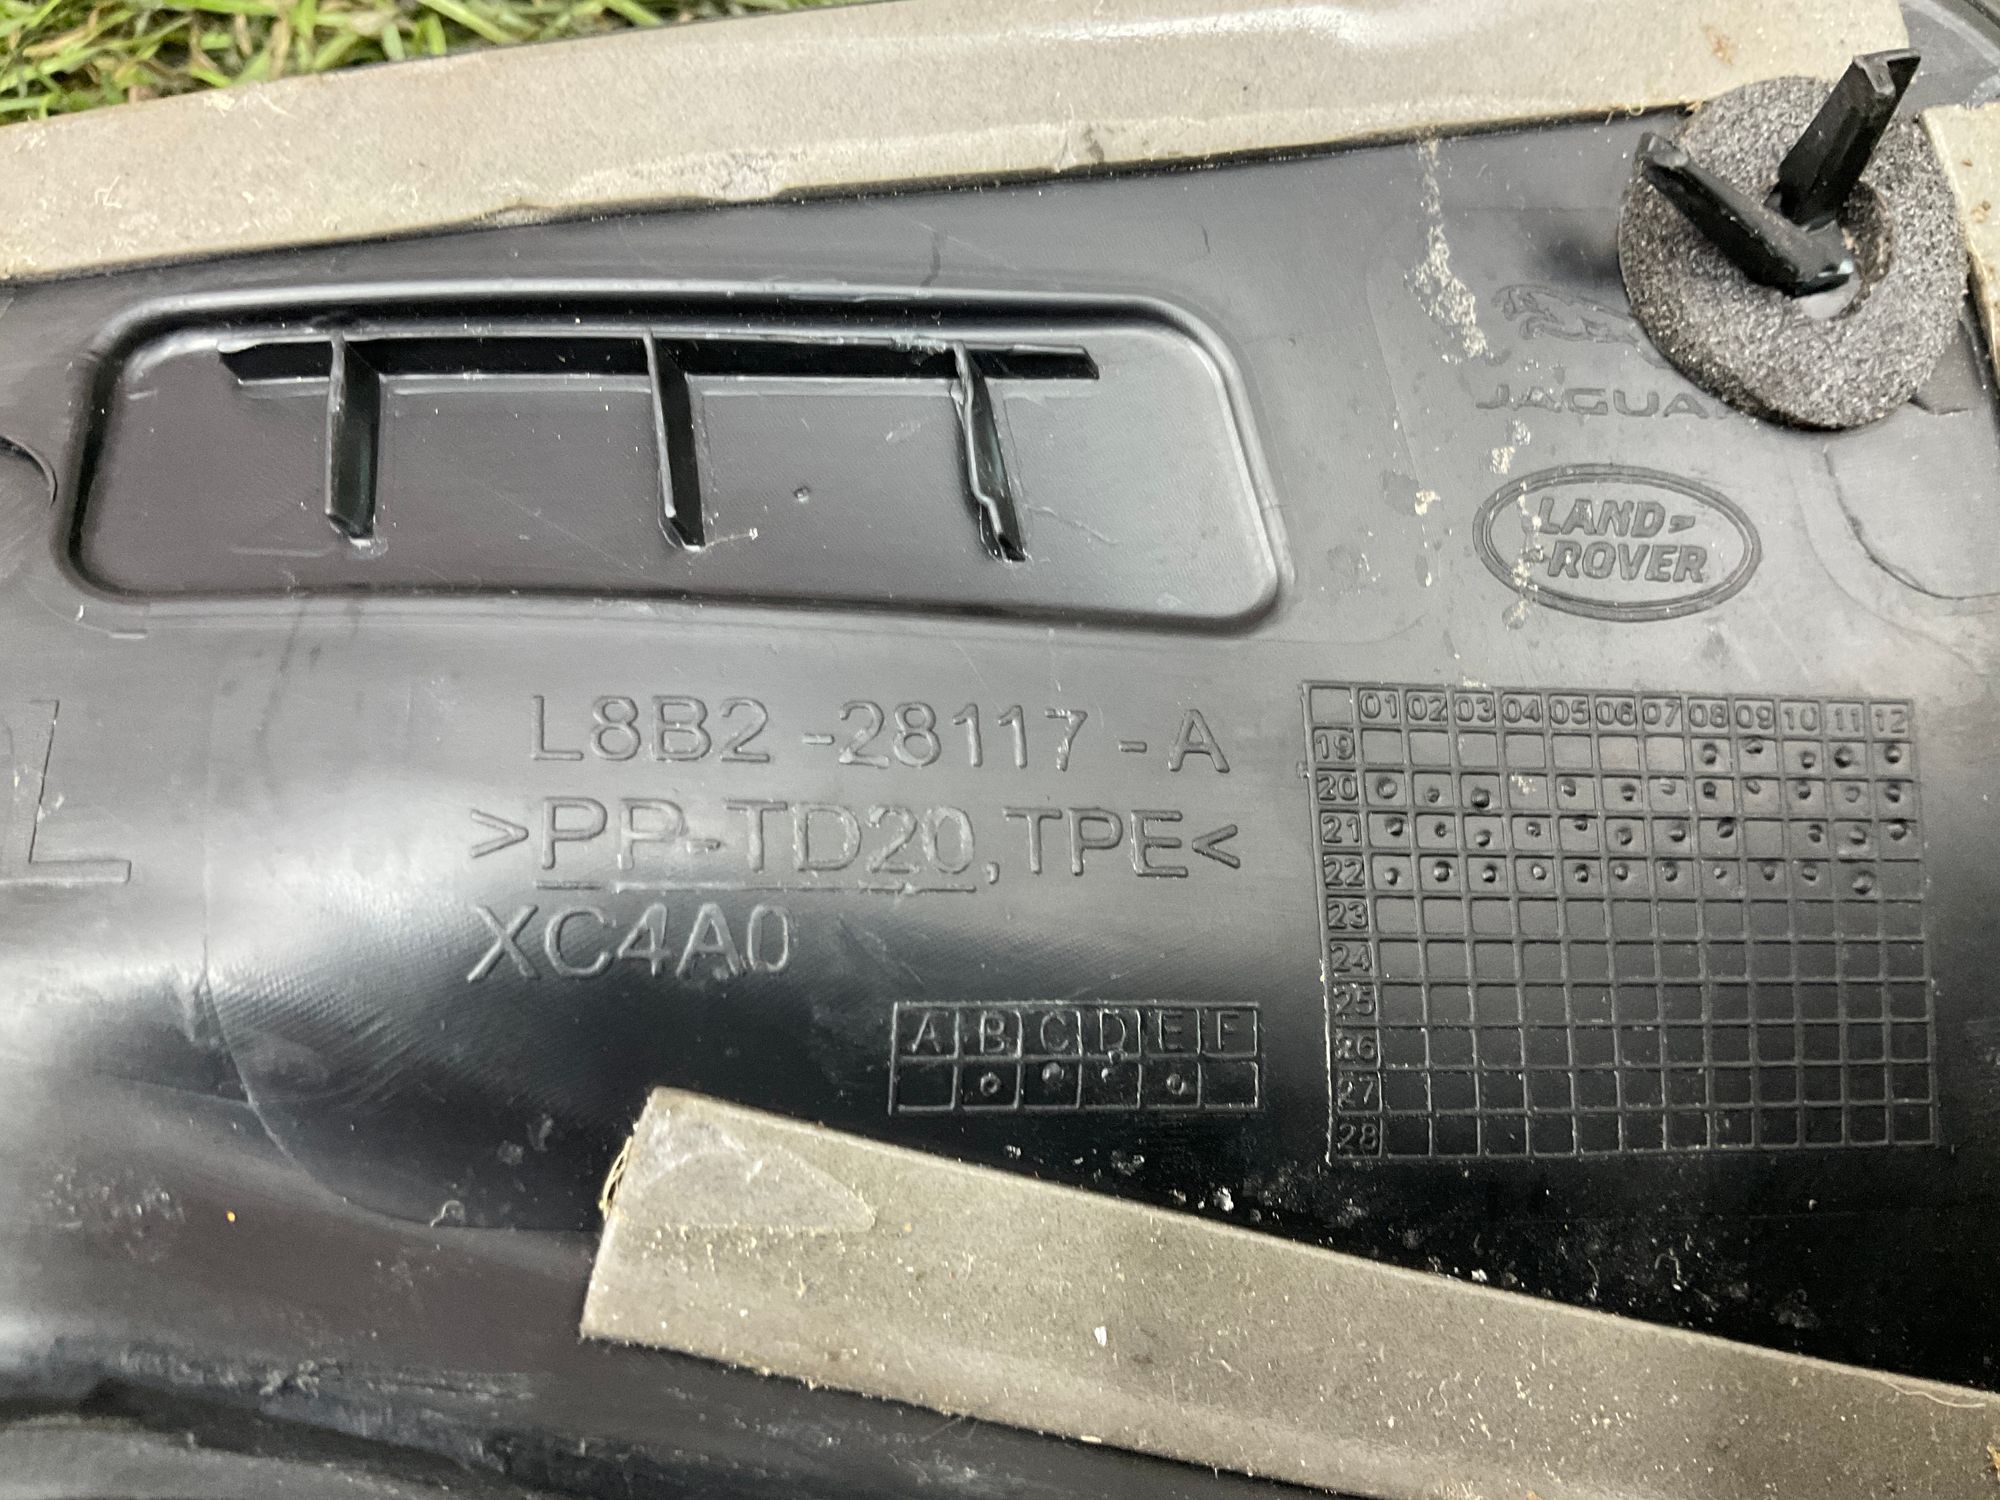 JAGUA
LAND
ROVER
L8B2-28117-A
>PP-TD20,TPE<
XC4A0
L
A B C D E F
01 02 03 04 05 06 07 08 09 10 11 12
19
20
21
22
23
24
25
26
27
28